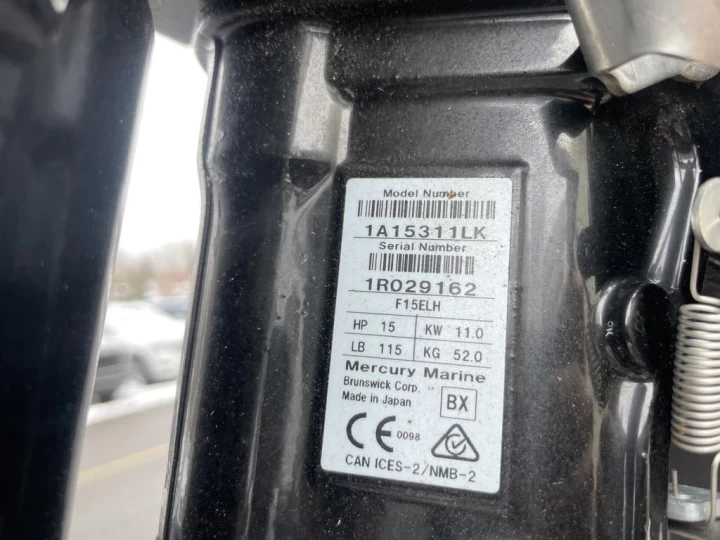 Model Number
1A15311LK
Serial Number
1R029162
F15ELH
HP 15 KW 11.0
LB 115 KG 52.0
Mercury Marine
Brunswick Corp.
Made in Japan
BX
CE 0098
CAN ICES-2/NMB-2